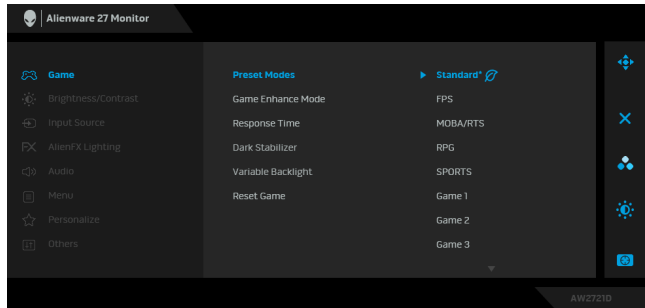 Alienware 27 Monitor
Game Preset Modes Standard*
Brightness/Contrast Game Enhance Mode FPS
Input Source Response Time MOBA/RTS
AlienFX Lighting Dark Stabilizer RPG
Audio Variable Backlight SPORTS
Menu Reset Game Game 1
Personalize Game 2
Others Game 3
AW2721D